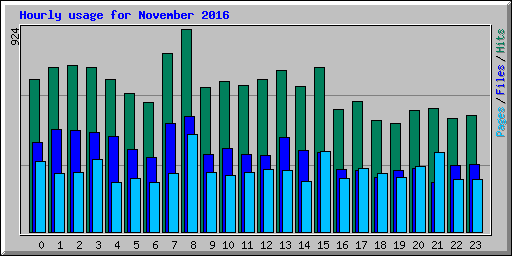 Hourly usage for November 2016
924
Pages / Files / Hits
0 1 2 3 4 5 6 7 8 9 10 11 12 13 14 15 16 17 18 19 20 21 22 23